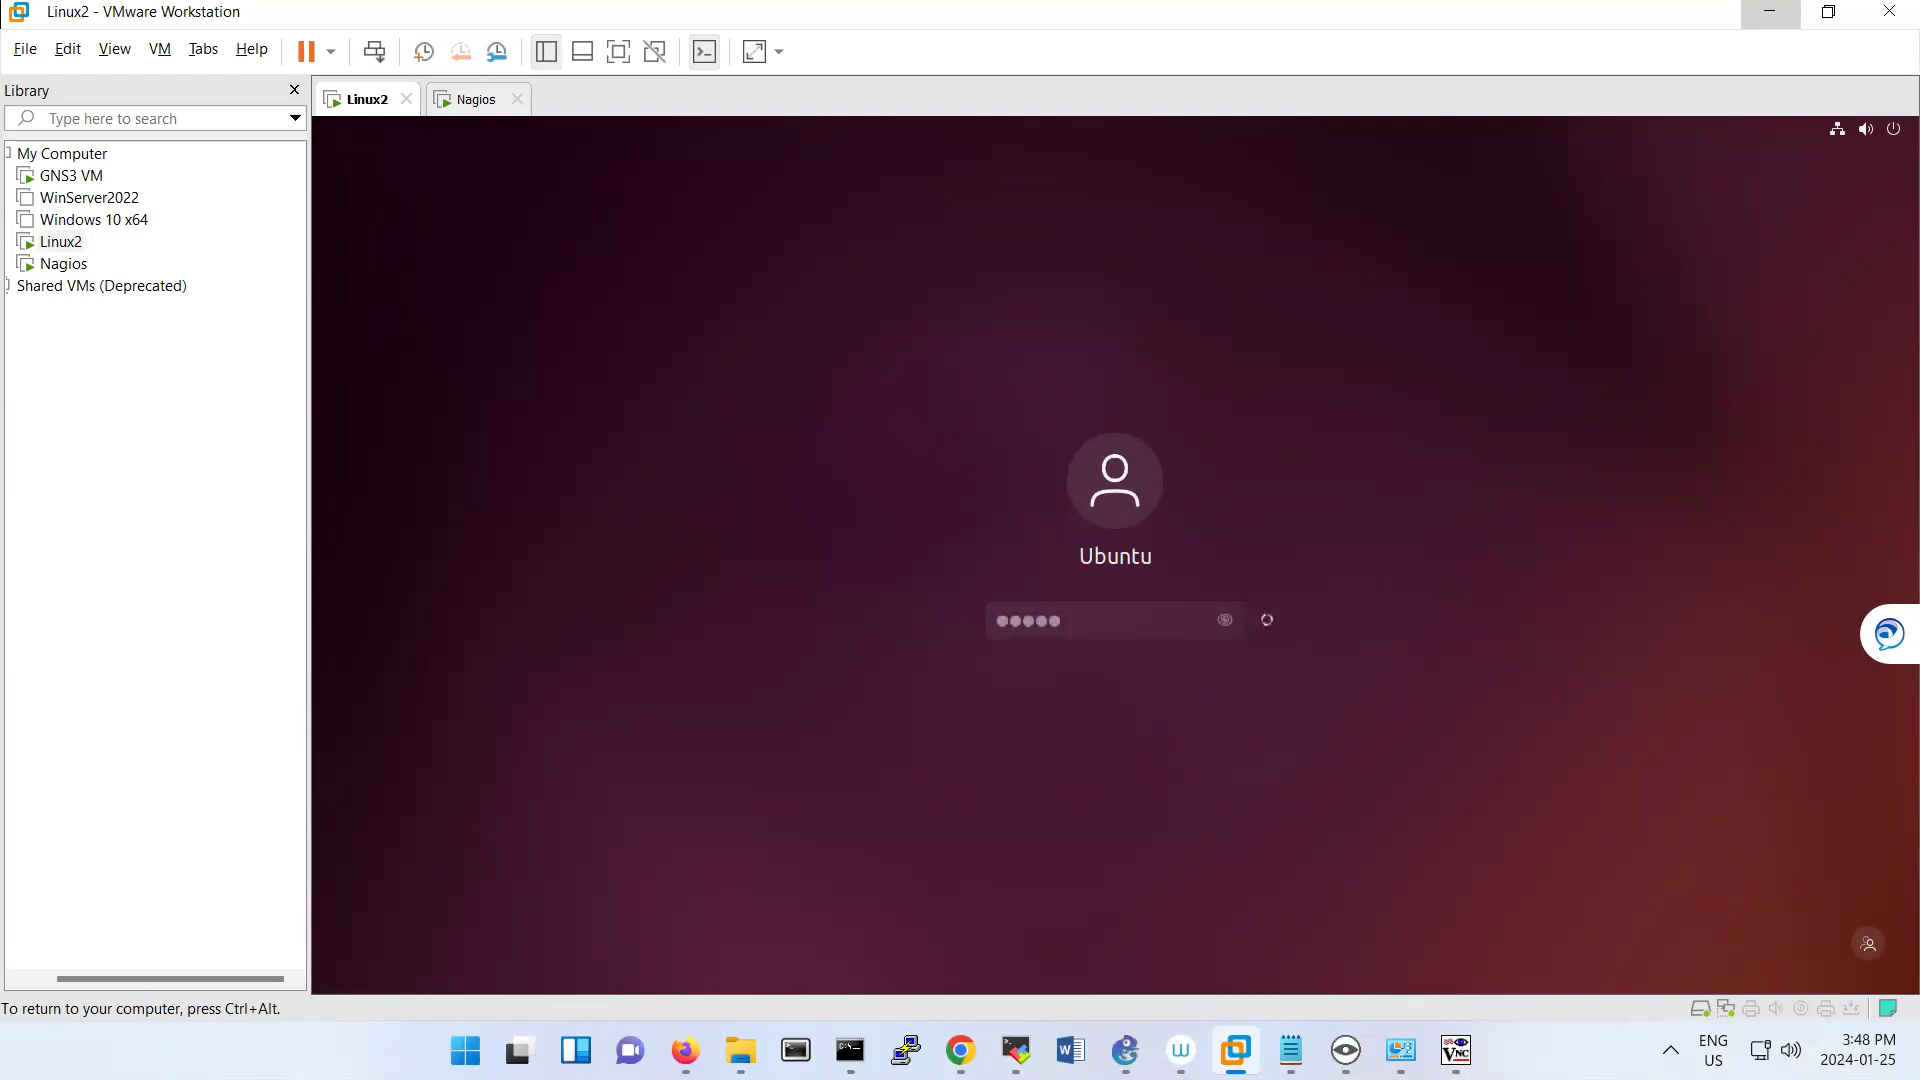 Linux2 - VMware Workstation
File Edit View VM Tabs Help
Library
Type here to search
My Computer
GNS3 VM
WinServer2022
Windows 10 x64
Linux2
Nagios
Shared VMs (Deprecated)
Linux2
Nagios
Ubuntu
To return to your computer, press Ctrl+Alt.
ENG
US
3:48 PM
2024-01-25